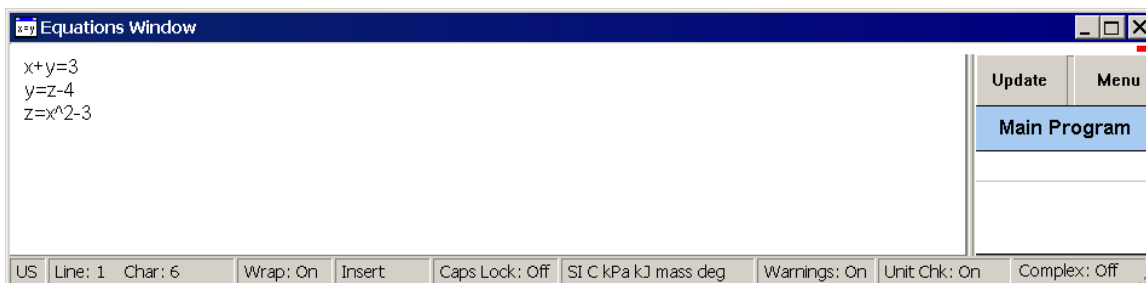 x=y Equations Window
x+y=3
y=z-4
z=x^2-3
Update Menu
Main Program
US Line: 1 Char: 6 Wrap: On Insert Caps Lock: Off SI C kPa kJ mass deg Warnings: On Unit Chk: On Complex: Off